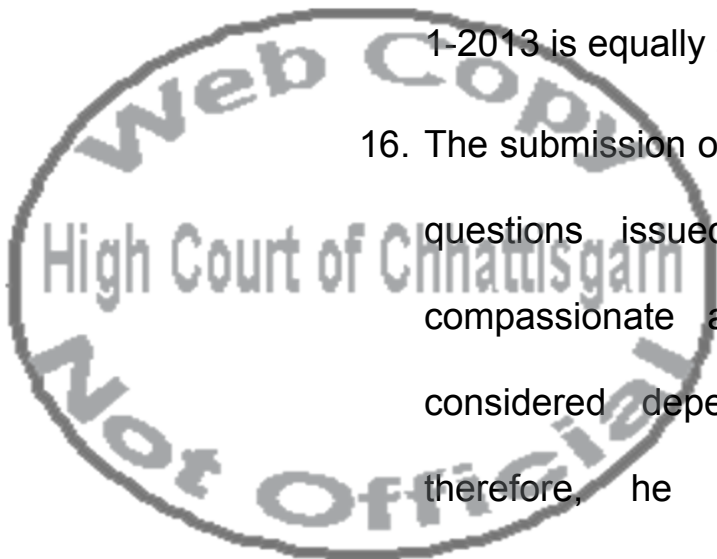 1-2013 is equally
16. The submission o
questions issued
compassionate a
considered depe
therefore, he
Web Copy
High Court of Chhattisgarh
Not Official